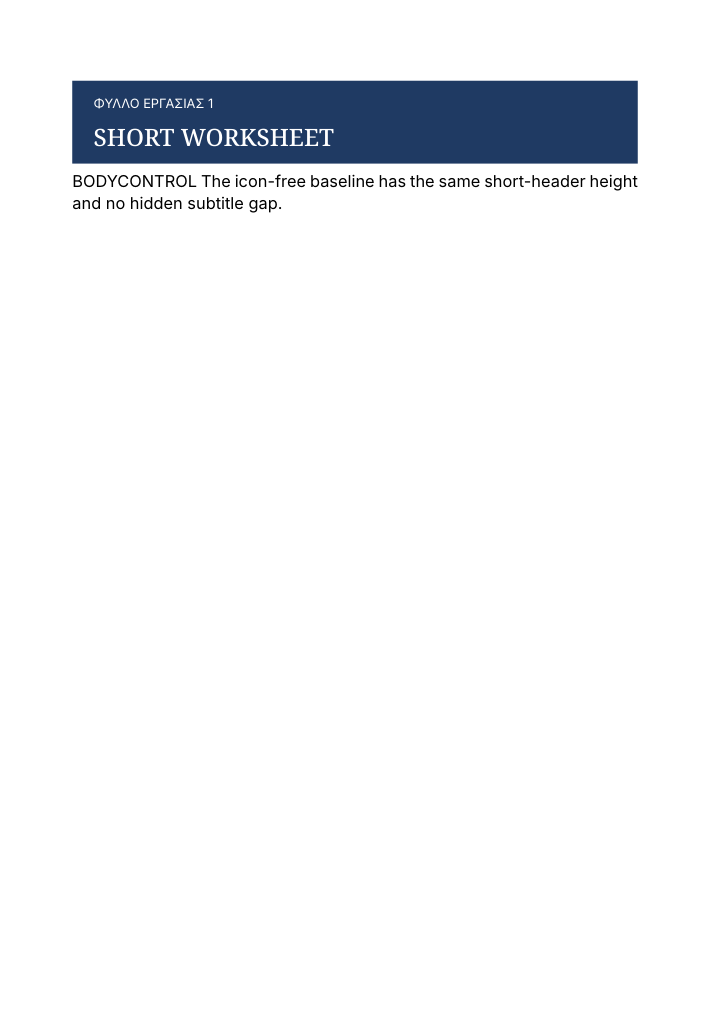 ΦΥΛΛΟ ΕΡΓΑΣΙΑΣ 1
SHORT WORKSHEET
BODYCONTROL The icon-free baseline has the same short-header height
and no hidden subtitle gap.